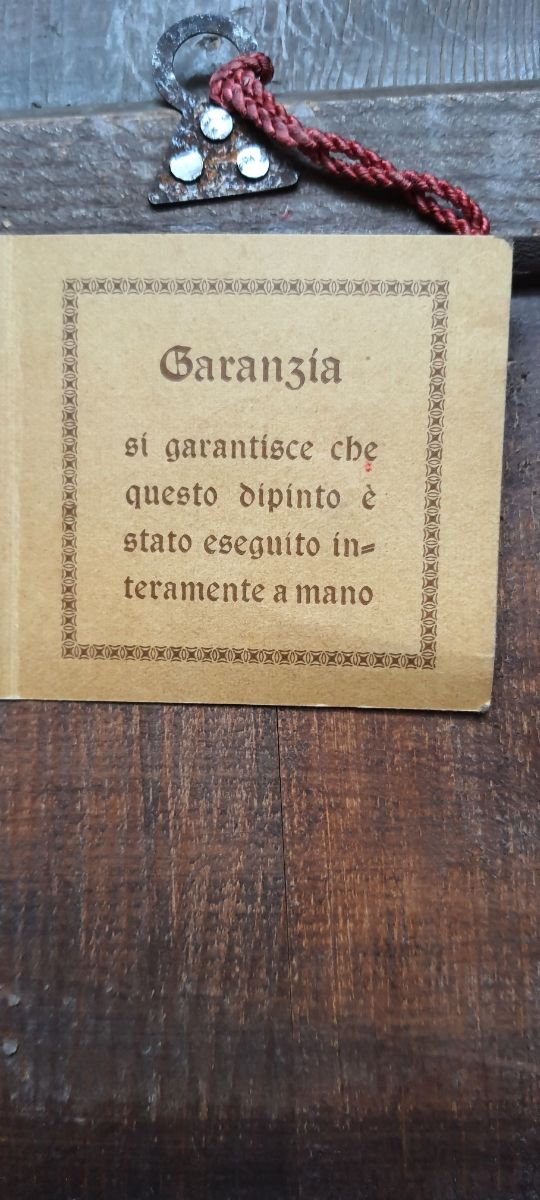 Garanzia
si garantisce che
questo dipinto è
stato eseguito in=
teramente a mano